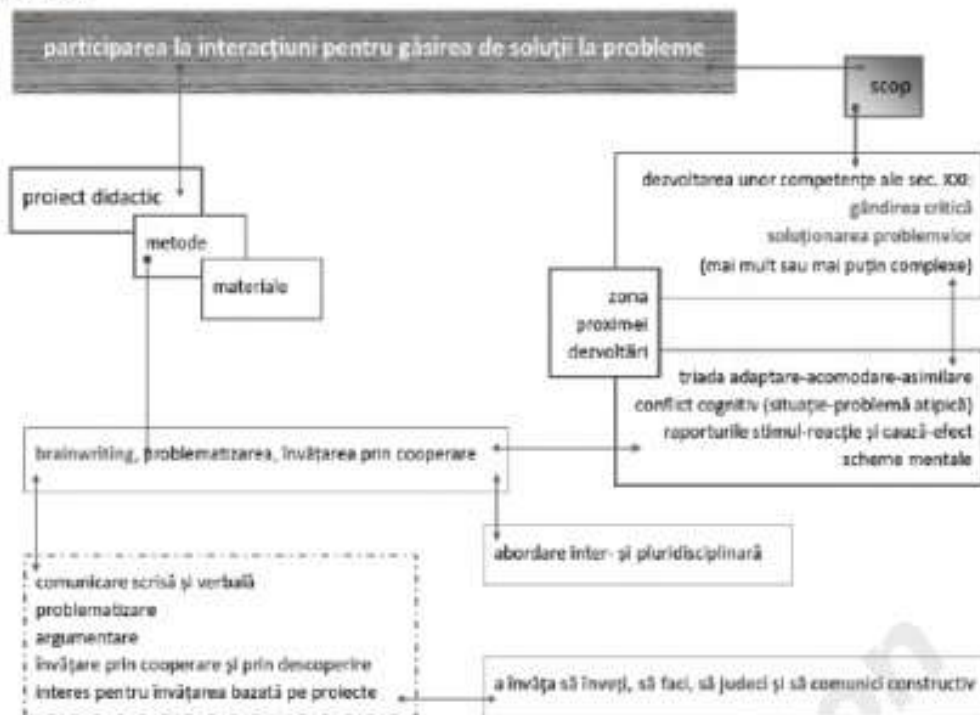 participarea la interacțiuni pentru găsirea de soluții la probleme
scop
proiect didactic
metode
materiale
dezvoltarea unor competențe ale sec. XXI:
gândirea critică
soluționarea problemelor
(mai mult sau mai puțin complexe)
zona
proximei
dezvoltări
triada adaptare-acomodare-asimilare
conflict cognitiv (situație-problemă atipică)
raporturile stimul-reacție și cauză-efect
scheme mentale
brainwriting, problematizarea, învățarea prin cooperare
abordare inter- și pluridisciplinară
comunicare scrisă și verbală
problematizare
argumentare
învățare prin cooperare și prin descoperire
interes pentru învățarea bazată pe proiecte
a învăța să înveți, să faci, să judeci și să comunici constructiv